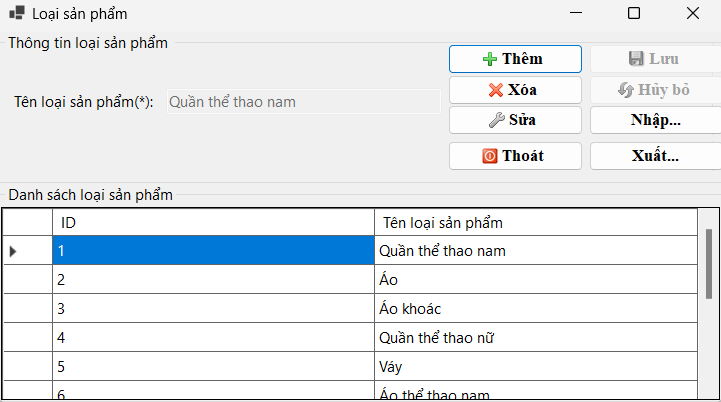 Loại sản phẩm
Thông tin loại sản phẩm
Thêm Lưu
Tên loại sản phẩm(*): Quần thể thao nam
Xóa Hủy bỏ
Sửa Nhập...
Thoát Xuất...
Danh sách loại sản phẩm
ID Tên loại sản phẩm
1 Quần thể thao nam
2 Áo
3 Áo khoác
4 Quần thể thao nữ
5 Váy
6 Áo thể thao nam